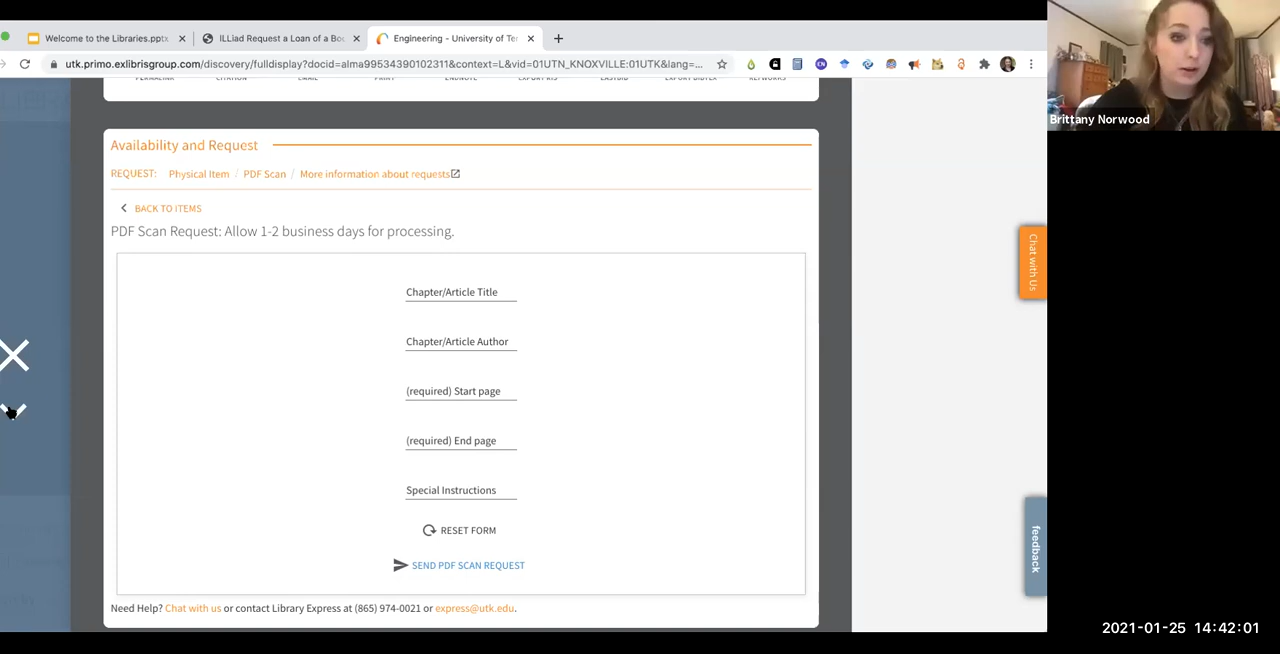 Welcome to the Libraries.pptx
ILLiad Request a Loan of a Boo
Engineering - University of Ten
utk.primo.exlibrisgroup.com/discovery/fulldisplay?docid=alma99534390102311&context=L&vid=01UTN_KNOXVILLE:01UTK&lang=...
Brittany Norwood
Availability and Request
REQUEST: Physical Item / PDF Scan / More information about requests
BACK TO ITEMS
PDF Scan Request: Allow 1-2 business days for processing.
Chapter/Article Title
Chapter/Article Author
(required) Start page
(required) End page
Special Instructions
RESET FORM
SEND PDF SCAN REQUEST
Need Help? Chat with us or contact Library Express at (865) 974-0021 or express@utk.edu.
Chat with Us
feedback
2021-01-25 14:42:01